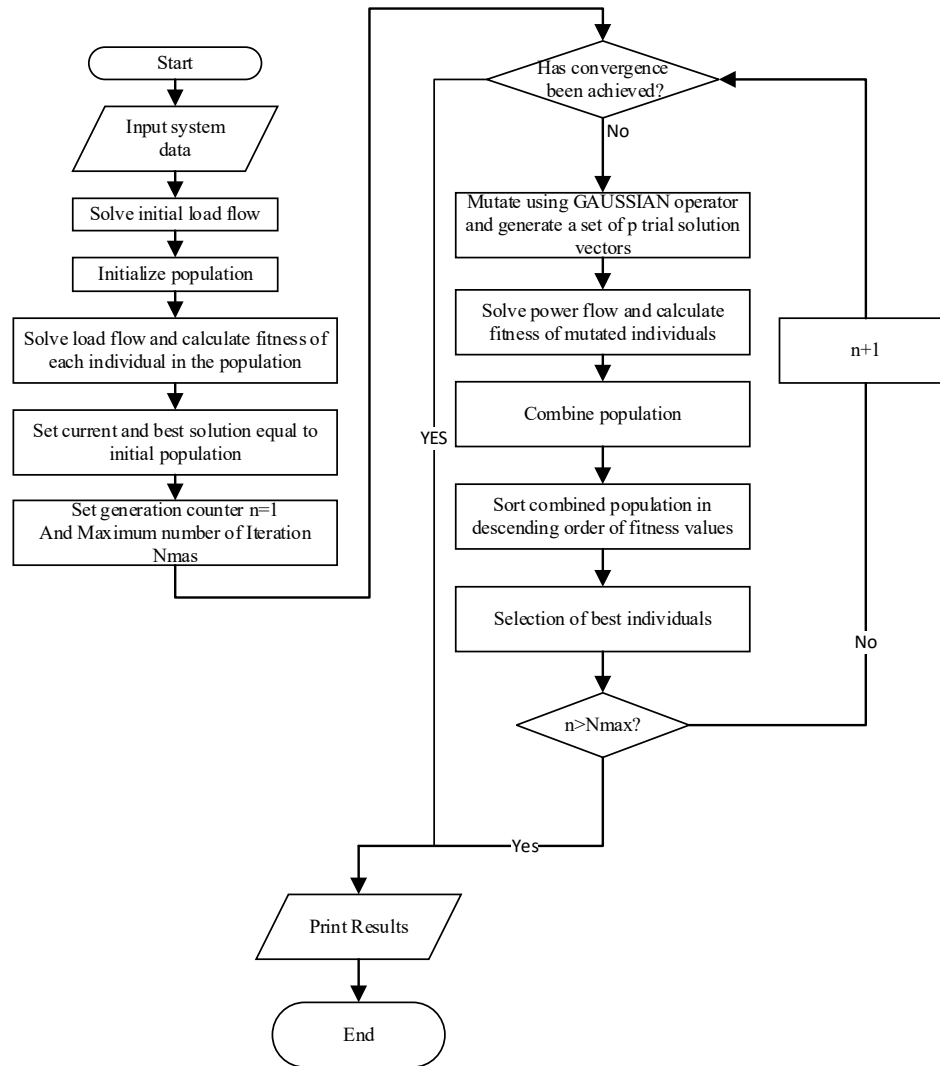 Start
Input system
data
Solve initial load flow
Initialize population
Solve load flow and calculate fitness of
each individual in the population
Set current and best solution equal to
initial population
Set generation counter n=1
And Maximum number of Iteration
Nmas
Has convergence
been achieved?
No
Mutate using GAUSSIAN operator
and generate a set of p trial solution
vectors
Solve power flow and calculate
fitness of mutated individuals
n+1
Combine population
YES
Sort combined population in
descending order of fitness values
Selection of best individuals
No
n>Nmax?
Yes
Print Results
End